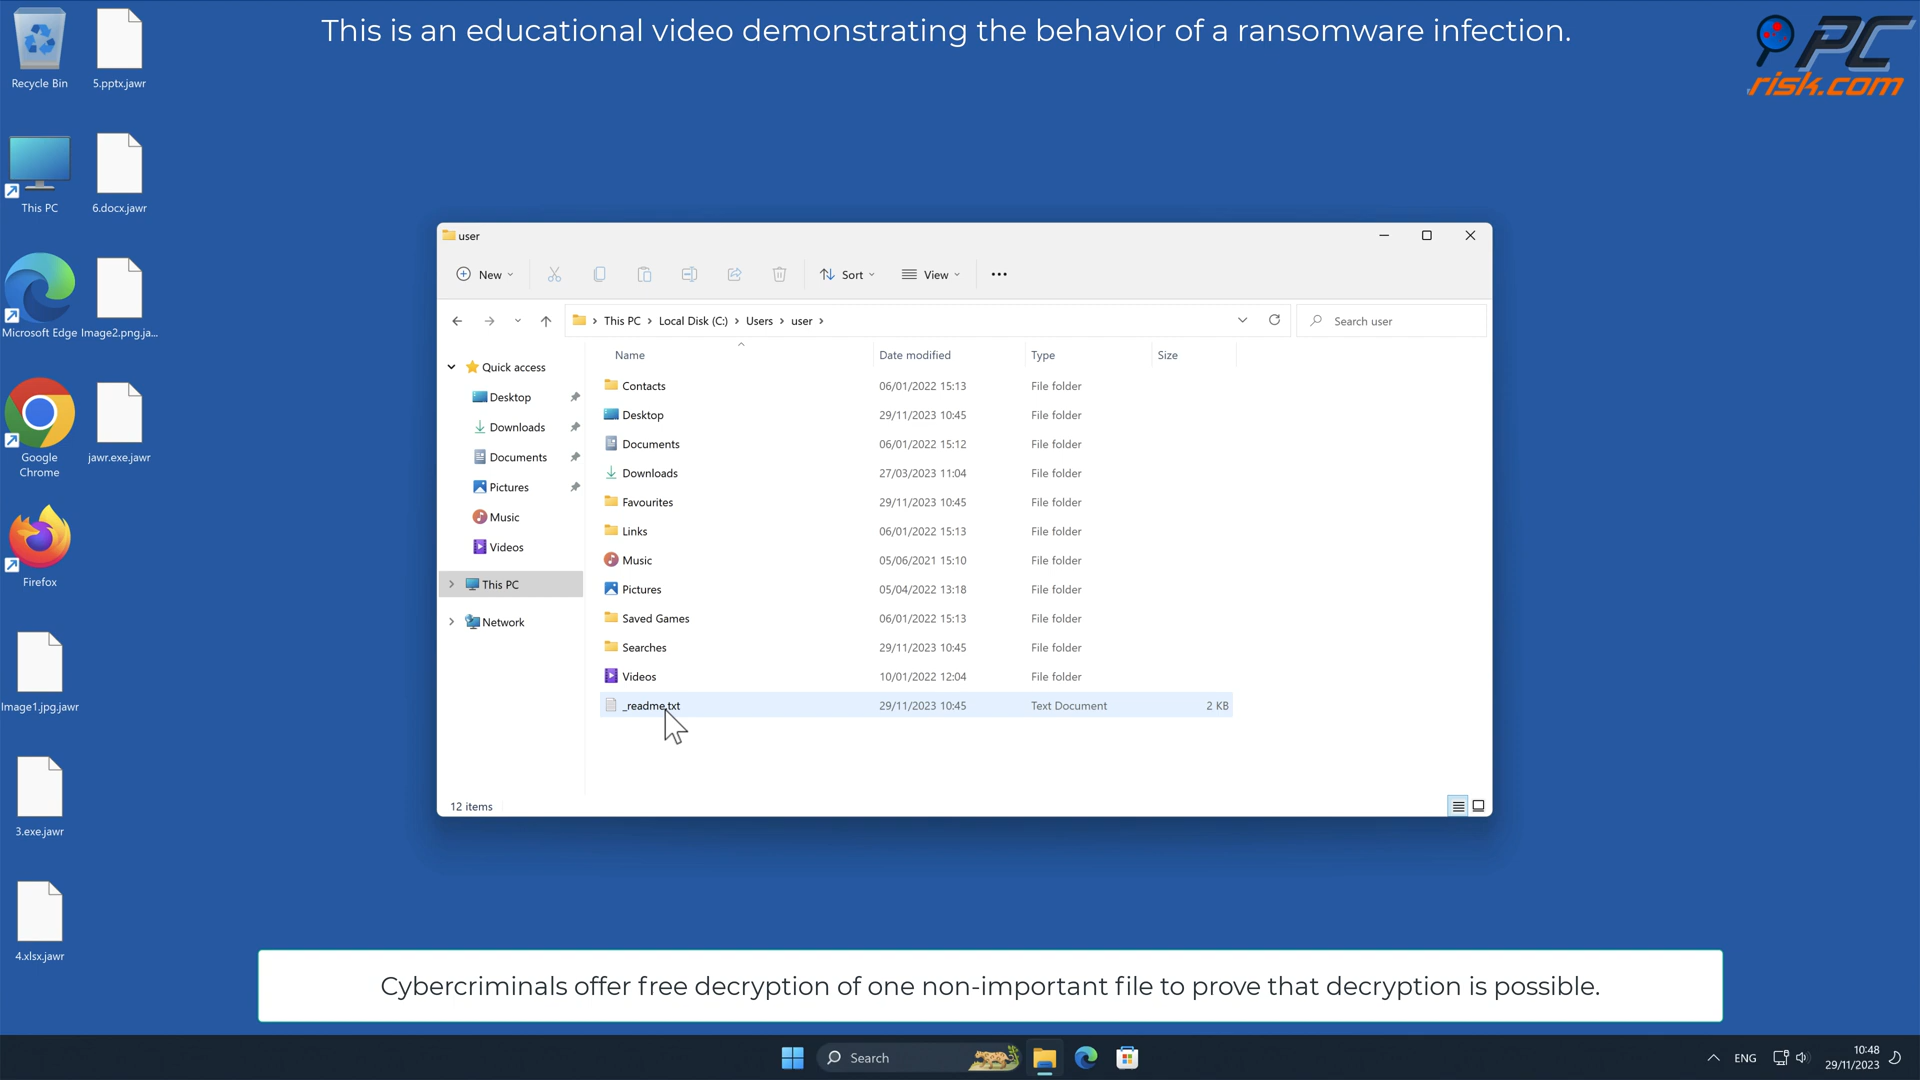 This is an educational video demonstrating the behavior of a ransomware infection.
PC
risk.com
Recycle Bin
5.pptx.jawr
This PC
6.docx.jawr
Microsoft Edge
Image2.png.ja...
Google
Chrome
jawr.exe.jawr
Firefox
Image1.jpg.jawr
3.exe.jawr
4.xlsx.jawr
user
New
Sort
View
This PC > Local Disk (C:) > Users > user >
Search user
Quick access
Desktop
Downloads
Documents
Pictures
Music
Videos
This PC
Network
Name Date modified Type Size
Contacts 06/01/2022 15:13 File folder
Desktop 29/11/2023 10:45 File folder
Documents 06/01/2022 15:12 File folder
Downloads 27/03/2023 11:04 File folder
Favourites 29/11/2023 10:45 File folder
Links 06/01/2022 15:13 File folder
Music 05/06/2021 15:10 File folder
Pictures 05/04/2022 13:18 File folder
Saved Games 06/01/2022 15:13 File folder
Searches 29/11/2023 10:45 File folder
Videos 10/01/2022 12:04 File folder
_readme.txt 29/11/2023 10:45 Text Document 2 KB
12 items
Cybercriminals offer free decryption of one non-important file to prove that decryption is possible.
Search
ENG
10:48
29/11/2023